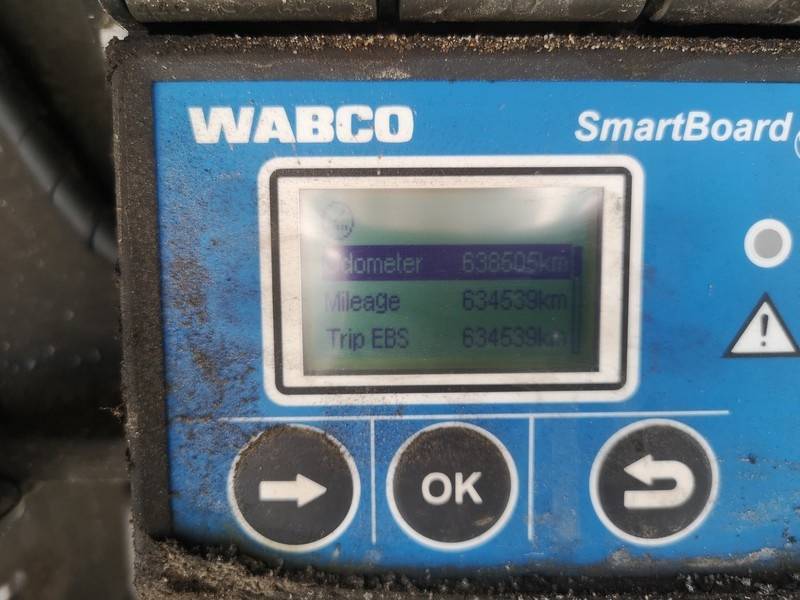 WABCO
SmartBoard
Odometer 638505km
Mileage 634539km
Trip EBS 634539km
OK